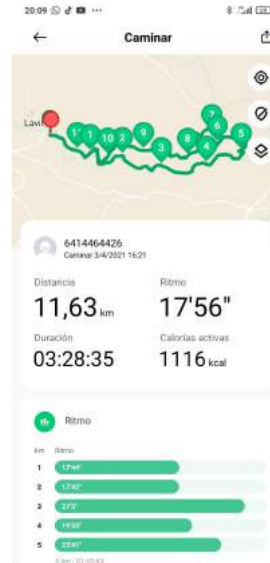 20:09
Caminar
Lavi
7
6
1 1 10 2 9 8 5
3 4
6414464426
Caminar 3/4/2021 16:21
Distancia Ritmo
11,63 km 17'56"
Duración Calorías activas
03:28:35 1116 kcal
Ritmo
km Ritmo
1 17'44"
2 17'42"
3 27'3"
4 19'33"
5 23'41"